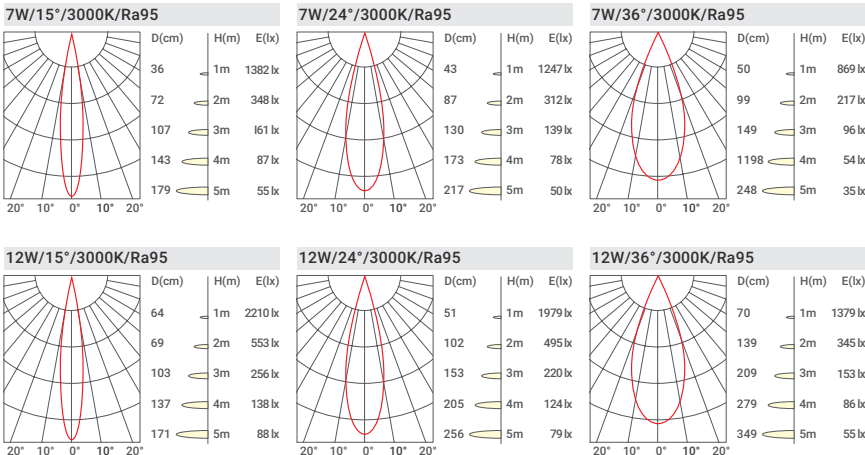 7W/15°/3000K/Ra95
D(cm) H(m) E(lx)
36 1m 1382 lx
72 2m 348 lx
107 3m I61 lx
143 4m 87 lx
179 5m 55 lx
20° 10° 0° 10° 20°
7W/24°/3000K/Ra95
D(cm) H(m) E(lx)
43 1m 1247 lx
87 2m 312 lx
130 3m 139 lx
173 4m 78 lx
217 5m 50 lx
20° 10° 0° 10° 20°
7W/36°/3000K/Ra95
D(cm) H(m) E(lx)
50 1m 869 lx
99 2m 217 lx
149 3m 96 lx
1198 4m 54 lx
248 5m 35 lx
20° 10° 0° 10° 20°
12W/15°/3000K/Ra95
D(cm) H(m) E(lx)
64 1m 2210 lx
69 2m 553 lx
103 3m 256 lx
137 4m 138 lx
171 5m 88 lx
20° 10° 0° 10° 20°
12W/24°/3000K/Ra95
D(cm) H(m) E(lx)
51 1m 1979 lx
102 2m 495 lx
153 3m 220 lx
205 4m 124 lx
256 5m 79 lx
20° 10° 0° 10° 20°
12W/36°/3000K/Ra95
D(cm) H(m) E(lx)
70 1m 1379 lx
139 2m 345 lx
209 3m 153 lx
279 4m 86 lx
349 5m 55 lx
20° 10° 0° 10° 20°